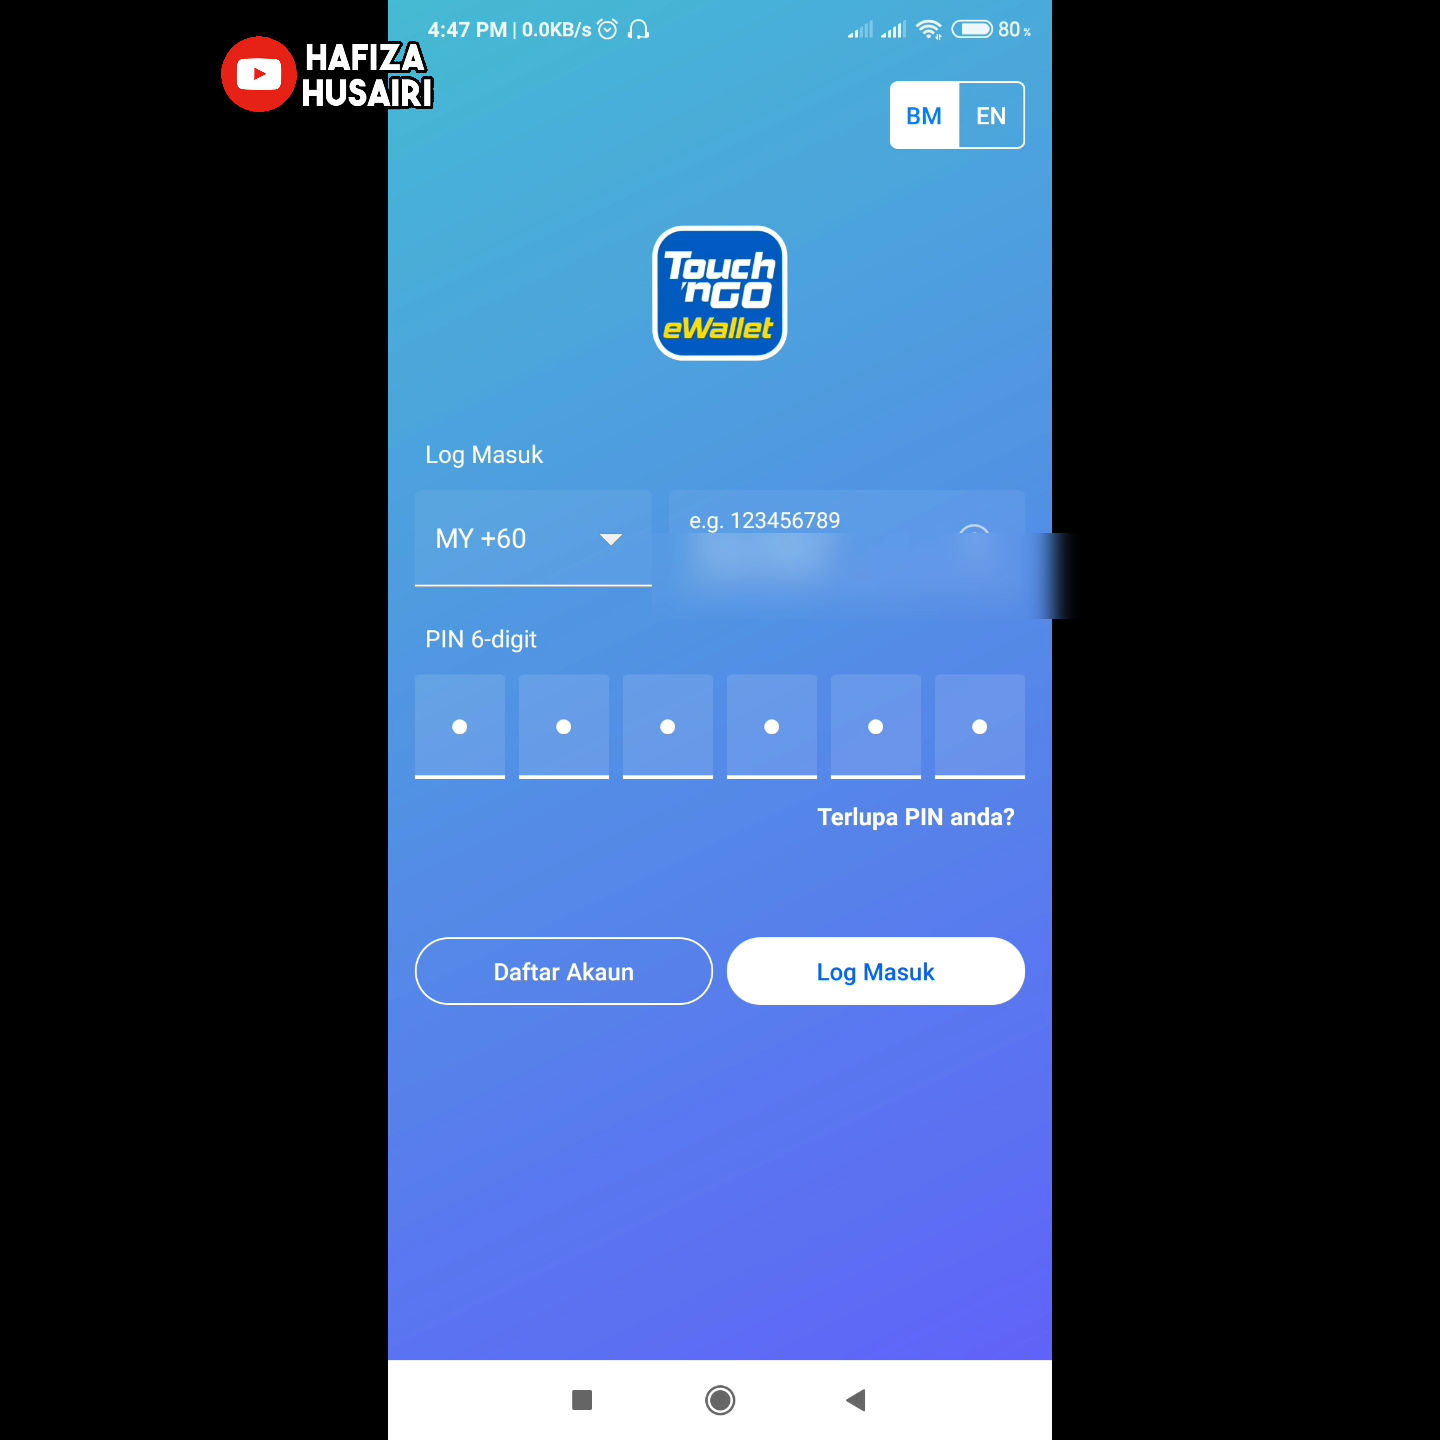 HAFIZA
HUSAIRI
4:47 PM | 0.0KB/s
80 %
BM
EN
Touch
'nGO
eWallet
Log Masuk
MY +60
e.g. 123456789
PIN 6-digit
Terlupa PIN anda?
Daftar Akaun
Log Masuk